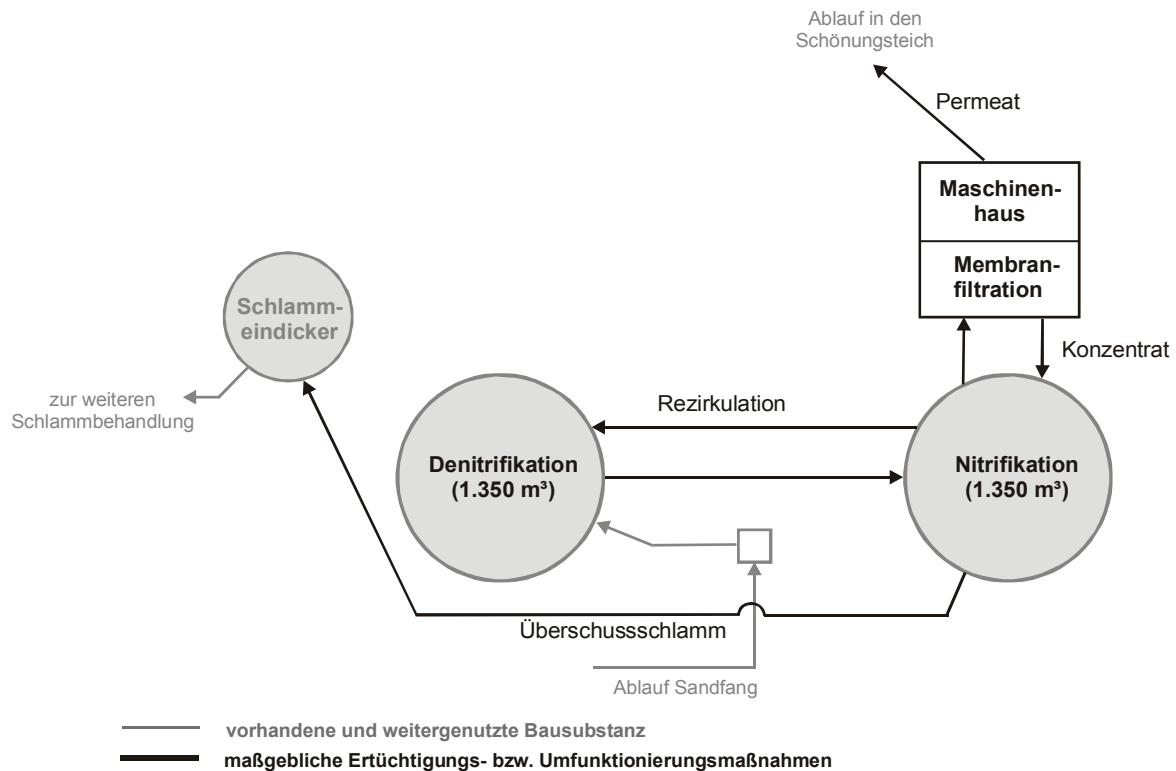 Ablauf in den
Schönungsteich
Permeat
Maschinen-
haus
Membran-
filtration
Konzentrat
Schlamm-
eindicker
zur weiteren
Schlammbehandlung
Rezirkulation
Denitrifikation
(1.350 m³)
Nitrifikation
(1.350 m³)
Überschussschlamm
Ablauf Sandfang
vorhandene und weitergenutzte Bausubstanz
maßgebliche Ertüchtigungs- bzw. Umfunktionierungsmaßnahmen